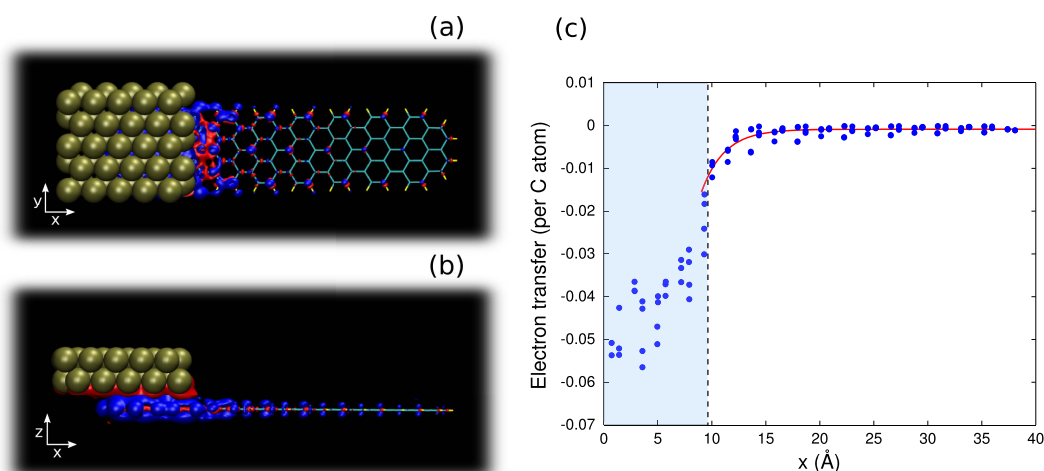 (a)
y
x
(b)
z
x
(c)
Electron transfer (per C atom)
0.01
0
-0.01
-0.02
-0.03
-0.04
-0.05
-0.06
-0.07
0 5 10 15 20 25 30 35 40
x (Å)